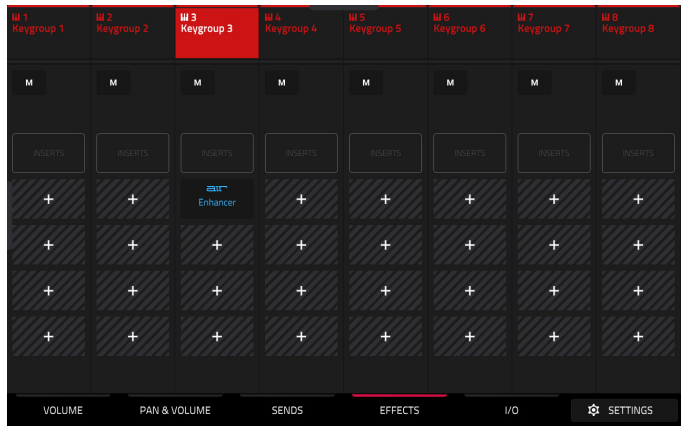 1 2 3 4 5 6 7 8
Keygroup 1 Keygroup 2 Keygroup 3 Keygroup 4 Keygroup 5 Keygroup 6 Keygroup 7 Keygroup 8
M M M M M M M M
INSERTS INSERTS INSERTS INSERTS INSERTS INSERTS INSERTS INSERTS
+ + air + + + + +
Enhancer
+ + + + + + + +
+ + + + + + + +
+ + + + + + + +
VOLUME PAN & VOLUME SENDS EFFECTS I/O SETTINGS